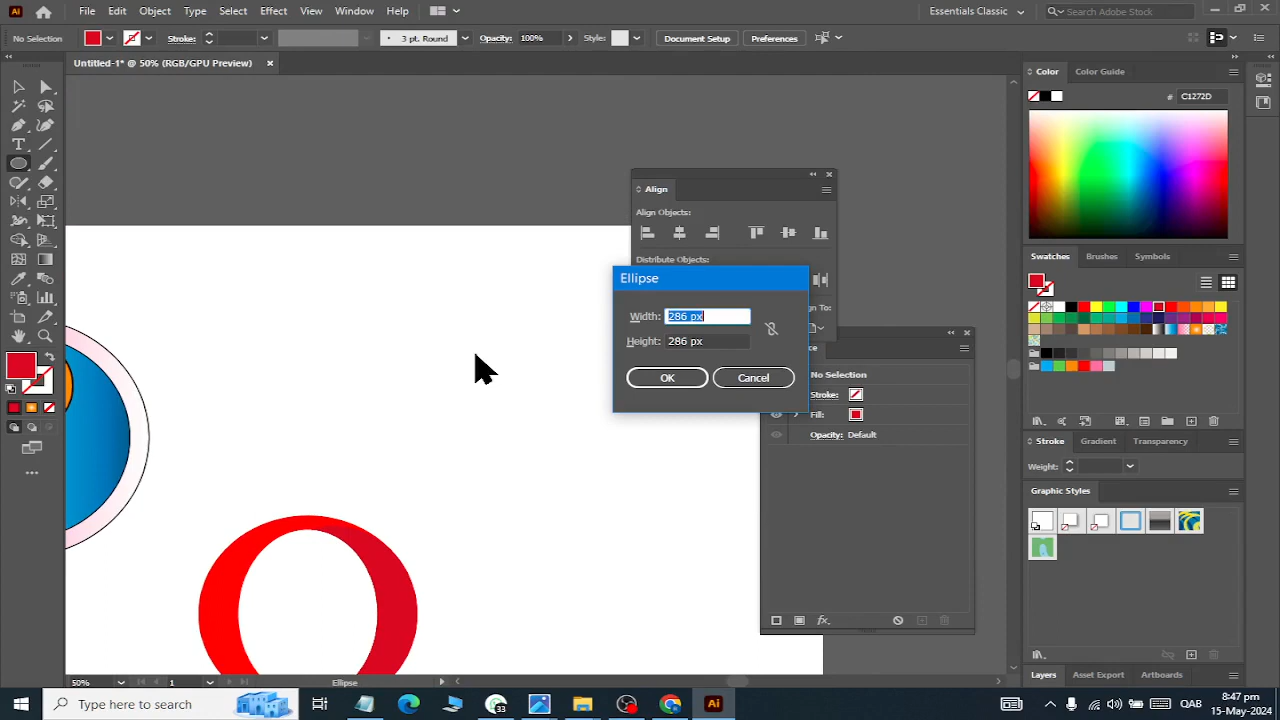 Ai
File Edit Object Type Select Effect View Window Help
Essentials Classic
Search Adobe Stock
No Selection
Stroke:
3 pt. Round
Opacity: 100%
Style:
Document Setup
Preferences
Untitled-1* @ 50% (RGB/GPU Preview)
Color Color Guide
# C1272D
Align
Align Objects:
Distribute Objects:
Ellipse
Width: 286 px
Height: 286 px
OK Cancel
No Selection
Stroke:
Fill:
Opacity: Default
Swatches Brushes Symbols
Stroke Gradient Transparency
Weight:
Graphic Styles
Layers Asset Export Artboards
50%
1
Ellipse
Type here to search
Ai
8:47 pm
15-May-2024